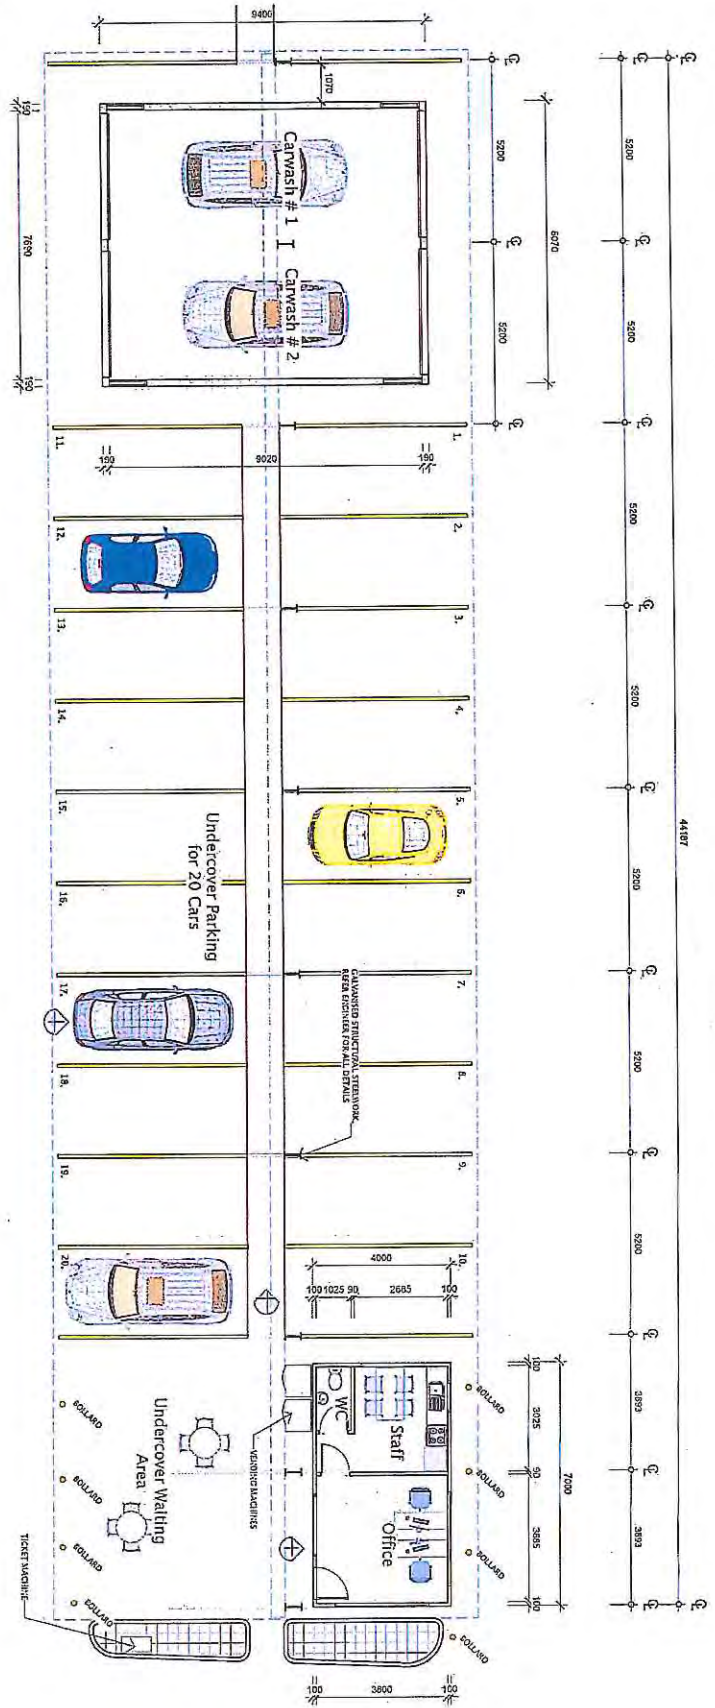 9400
1070
190
7690
190
Carwash # 1
Carwash # 2
5200
5200
8070
5200
5200
5200
5200
5200
5200
5200
3893
3893
44187
190
9020
190
1.
2.
3.
4.
5.
6.
7.
8.
9.
10.
11.
12.
13.
14.
15.
16.
17.
18.
19.
20.
Undercover Parking
for 20 Cars
GALVANISED STRUCTURAL STEELWORK
REFER ENGINEER FOR ALL DETAILS
4000
100
1025
90
2685
100
100
3025
90
3685
100
7000
WC
Staff
Office
VENDING MACHINES
Undercover Waiting
Area
BOLLARD
BOLLARD
BOLLARD
BOLLARD
BOLLARD
BOLLARD
BOLLARD
BOLLARD
TICKET MACHINE
100
3800
100